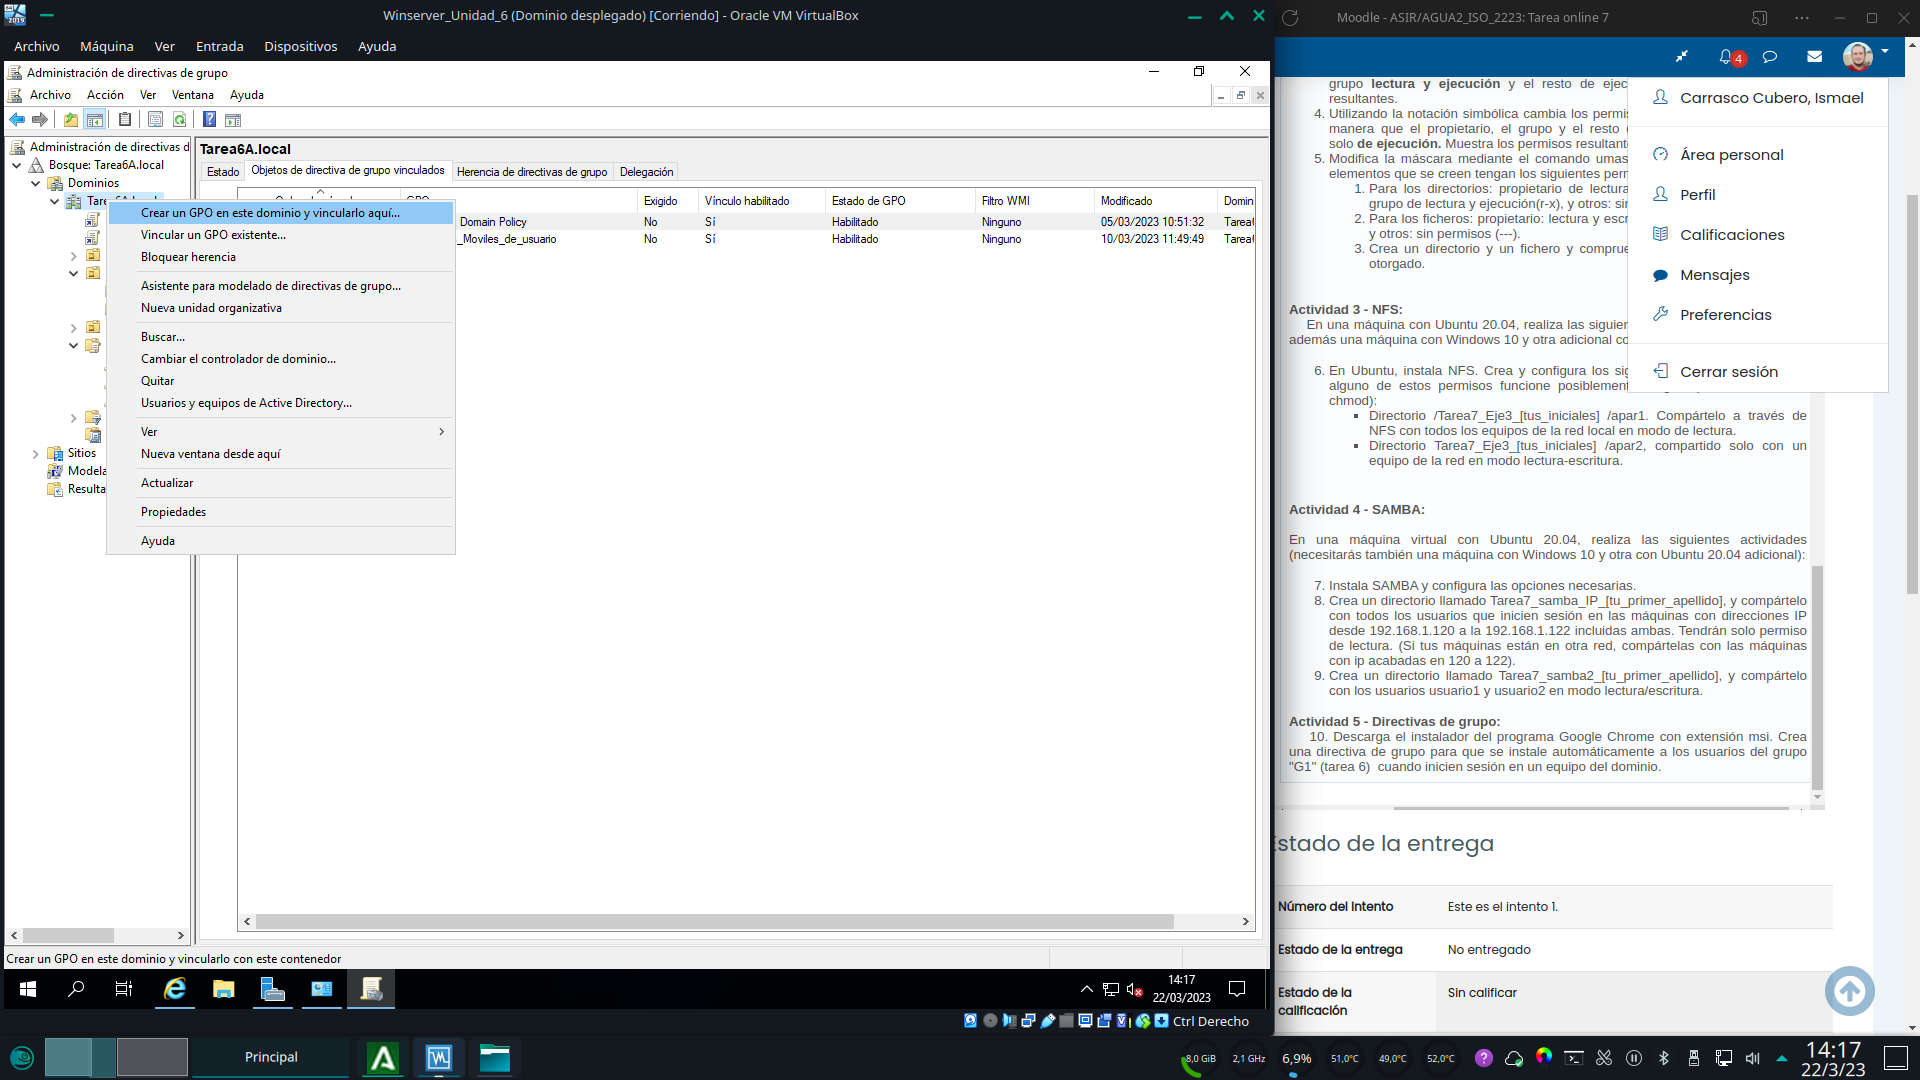 Winserver_Unidad_6 (Dominio desplegado) [Corriendo] - Oracle VM VirtualBox
Archivo Máquina Ver Entrada Dispositivos Ayuda
Administración de directivas de grupo
Archivo Acción Ver Ventana Ayuda
Administración de directivas d
Bosque: Tarea6A.local
Dominios
Sitios
Modela
Resulta
Tarea6A.local
Estado Objetos de directiva de grupo vinculados Herencia de directivas de grupo Delegación
Exigido Vínculo habilitado Estado de GPO Filtro WMI Modificado Domin
Domain Policy No Sí Habilitado Ninguno 05/03/2023 10:51:32 Tarea6
_Moviles_de_usuario No Sí Habilitado Ninguno 10/03/2023 11:49:49 Tarea6
Crear un GPO en este dominio y vincularlo aquí...
Vincular un GPO existente...
Bloquear herencia
Asistente para modelado de directivas de grupo...
Nueva unidad organizativa
Buscar...
Cambiar el controlador de dominio...
Quitar
Usuarios y equipos de Active Directory...
Ver
Nueva ventana desde aquí
Actualizar
Propiedades
Ayuda
Crear un GPO en este dominio y vincularlo con este contenedor
14:17
22/03/2023
Ctrl Derecho
Moodle - ASIR/AGUA2_ISO_2223: Tarea online 7
4
Carrasco Cubero, Ismael
Área personal
Perfil
Calificaciones
Mensajes
Preferencias
Cerrar sesión
grupo lectura y ejecución y el resto de ejec
resultantes.
4. Utilizando la notación simbólica cambia los permis
manera que el propietario, el grupo y el resto
solo de ejecución. Muestra los permisos resultant
5. Modifica la máscara mediante el comando umas
elementos que se creen tengan los siguientes perm
1. Para los directorios: propietario de lectura
grupo de lectura y ejecución(r-x), y otros: sin
2. Para los ficheros: propietario: lectura y escr
y otros: sin permisos (---).
3. Crea un directorio y un fichero y comprue
otorgado.
Actividad 3 - NFS:
En una máquina con Ubuntu 20.04, realiza las siguien
además una máquina con Windows 10 y otra adicional co
6. En Ubuntu, instala NFS. Crea y configura los sig
alguno de estos permisos funcione posiblement
chmod):
Directorio /Tarea7_Eje3_[tus_iniciales] /apar1. Compártelo a través de
NFS con todos los equipos de la red local en modo de lectura.
Directorio Tarea7_Eje3_[tus_iniciales] /apar2, compartido solo con un
equipo de la red en modo lectura-escritura.
Actividad 4 - SAMBA:
En una máquina virtual con Ubuntu 20.04, realiza las siguientes actividades
(necesitarás también una máquina con Windows 10 y otra con Ubuntu 20.04 adicional):
7. Instala SAMBA y configura las opciones necesarias.
8. Crea un directorio llamado Tarea7_samba_IP_[tu_primer_apellido], y compártelo
con todos los usuarios que inicien sesión en las máquinas con direcciones IP
desde 192.168.1.120 a la 192.168.1.122 incluidas ambas. Tendrán solo permiso
de lectura. (Si tus máquinas están en otra red, compártelas con las máquinas
con ip acabadas en 120 a 122).
9. Crea un directorio llamado Tarea7_samba2_[tu_primer_apellido], y compártelo
con los usuarios usuario1 y usuario2 en modo lectura/escritura.
Actividad 5 - Directivas de grupo:
10. Descarga el instalador del programa Google Chrome con extensión msi. Crea
una directiva de grupo para que se instale automáticamente a los usuarios del grupo
"G1" (tarea 6) cuando inicien sesión en un equipo del dominio.
Estado de la entrega
Número del Intento Este es el intento 1.
Estado de la entrega No entregado
Estado de la calificación Sin calificar
Principal
8,0 GiB 2,1 GHz 6,9% 51,0°C 49,0°C 52,0°C
14:17
22/3/23